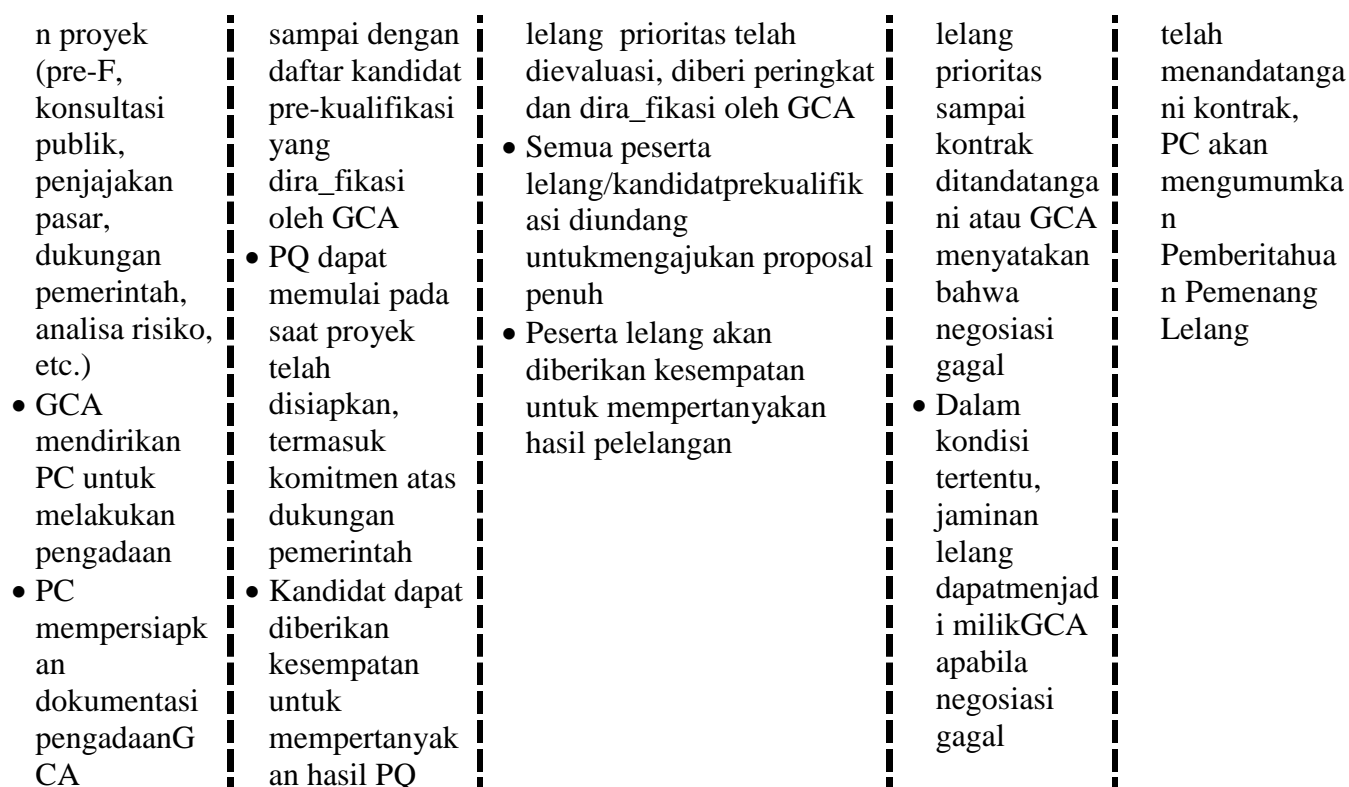 n proyek
(pre-F,
konsultasi
publik,
penjajakan
pasar,
dukungan
pemerintah,
analisa risiko,
etc.)
• GCA
mendirikan
PC untuk
melakukan
pengadaan
• PC
mempersiapk
an
dokumentasi
pengadaanG
CA
sampai dengan
daftar kandidat
pre-kualifikasi
yang
dira_fikasi
oleh GCA
• PQ dapat
memulai pada
saat proyek
telah
disiapkan,
termasuk
komitmen atas
dukungan
pemerintah
• Kandidat dapat
diberikan
kesempatan
untuk
mempertanyak
an hasil PQ
lelang prioritas telah
dievaluasi, diberi peringkat
dan dira_fikasi oleh GCA
• Semua peserta
lelang/kandidatprekualifik
asi diundang
untukmengajukan proposal
penuh
• Peserta lelang akan
diberikan kesempatan
untuk mempertanyakan
hasil pelelangan
lelang
prioritas
sampai
kontrak
ditandatanga
ni atau GCA
menyatakan
bahwa
negosiasi
gagal
• Dalam
kondisi
tertentu,
jaminan
lelang
dapatmenjad
i milikGCA
apabila
negosiasi
gagal
telah
menandatanga
ni kontrak,
PC akan
mengumumka
n
Pemberitahua
n Pemenang
Lelang